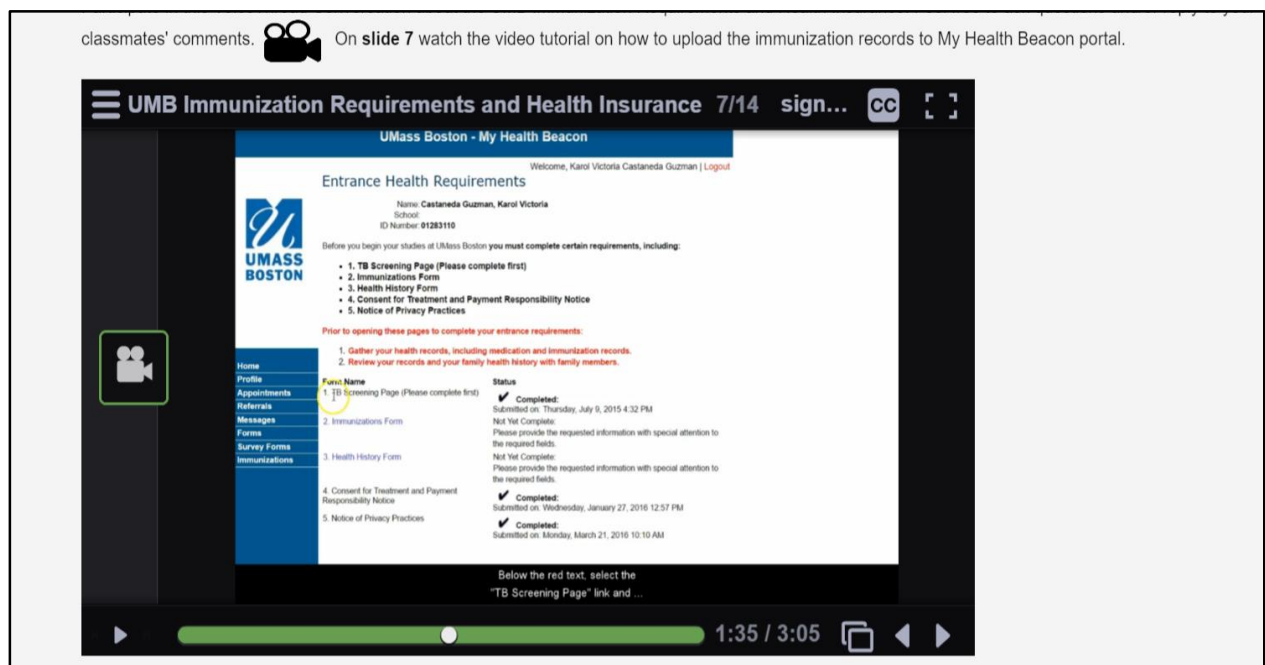 classmates' comments. On slide 7 watch the video tutorial on how to upload the immunization records to My Health Beacon portal.
UMB Immunization Requirements and Health Insurance 7/14 sign... CC
UMass Boston - My Health Beacon
Welcome, Karol Victoria Castaneda Guzman | Logout
Entrance Health Requirements
Name: Castaneda Guzman, Karol Victoria
School:
ID Number: 01283110
UMASS
BOSTON
Before you begin your studies at UMass Boston you must complete certain requirements, including:
• 1. TB Screening Page (Please complete first)
• 2. Immunizations Form
• 3. Health History Form
• 4. Consent for Treatment and Payment Responsibility Notice
• 5. Notice of Privacy Practices
Prior to opening these pages to complete your entrance requirements:
1. Gather your health records, including medication and immunization records.
2. Review your records and your family health history with family members.
Home
Profile
Appointments
Referrals
Messages
Forms
Survey Forms
Immunizations
Form Name Status
1. TB Screening Page (Please complete first) ✔ Completed:
Submitted on: Thursday, July 9, 2015 4:32 PM
2. Immunizations Form Not Yet Complete:
Please provide the requested information with special attention to
the required fields.
3. Health History Form Not Yet Complete:
Please provide the requested information with special attention to
the required fields.
4. Consent for Treatment and Payment
Responsibility Notice
✔ Completed:
Submitted on: Wednesday, January 27, 2016 12:57 PM
5. Notice of Privacy Practices ✔ Completed:
Submitted on: Monday, March 21, 2016 10:10 AM
Below the red text, select the
"TB Screening Page" link and ...
1:35 / 3:05